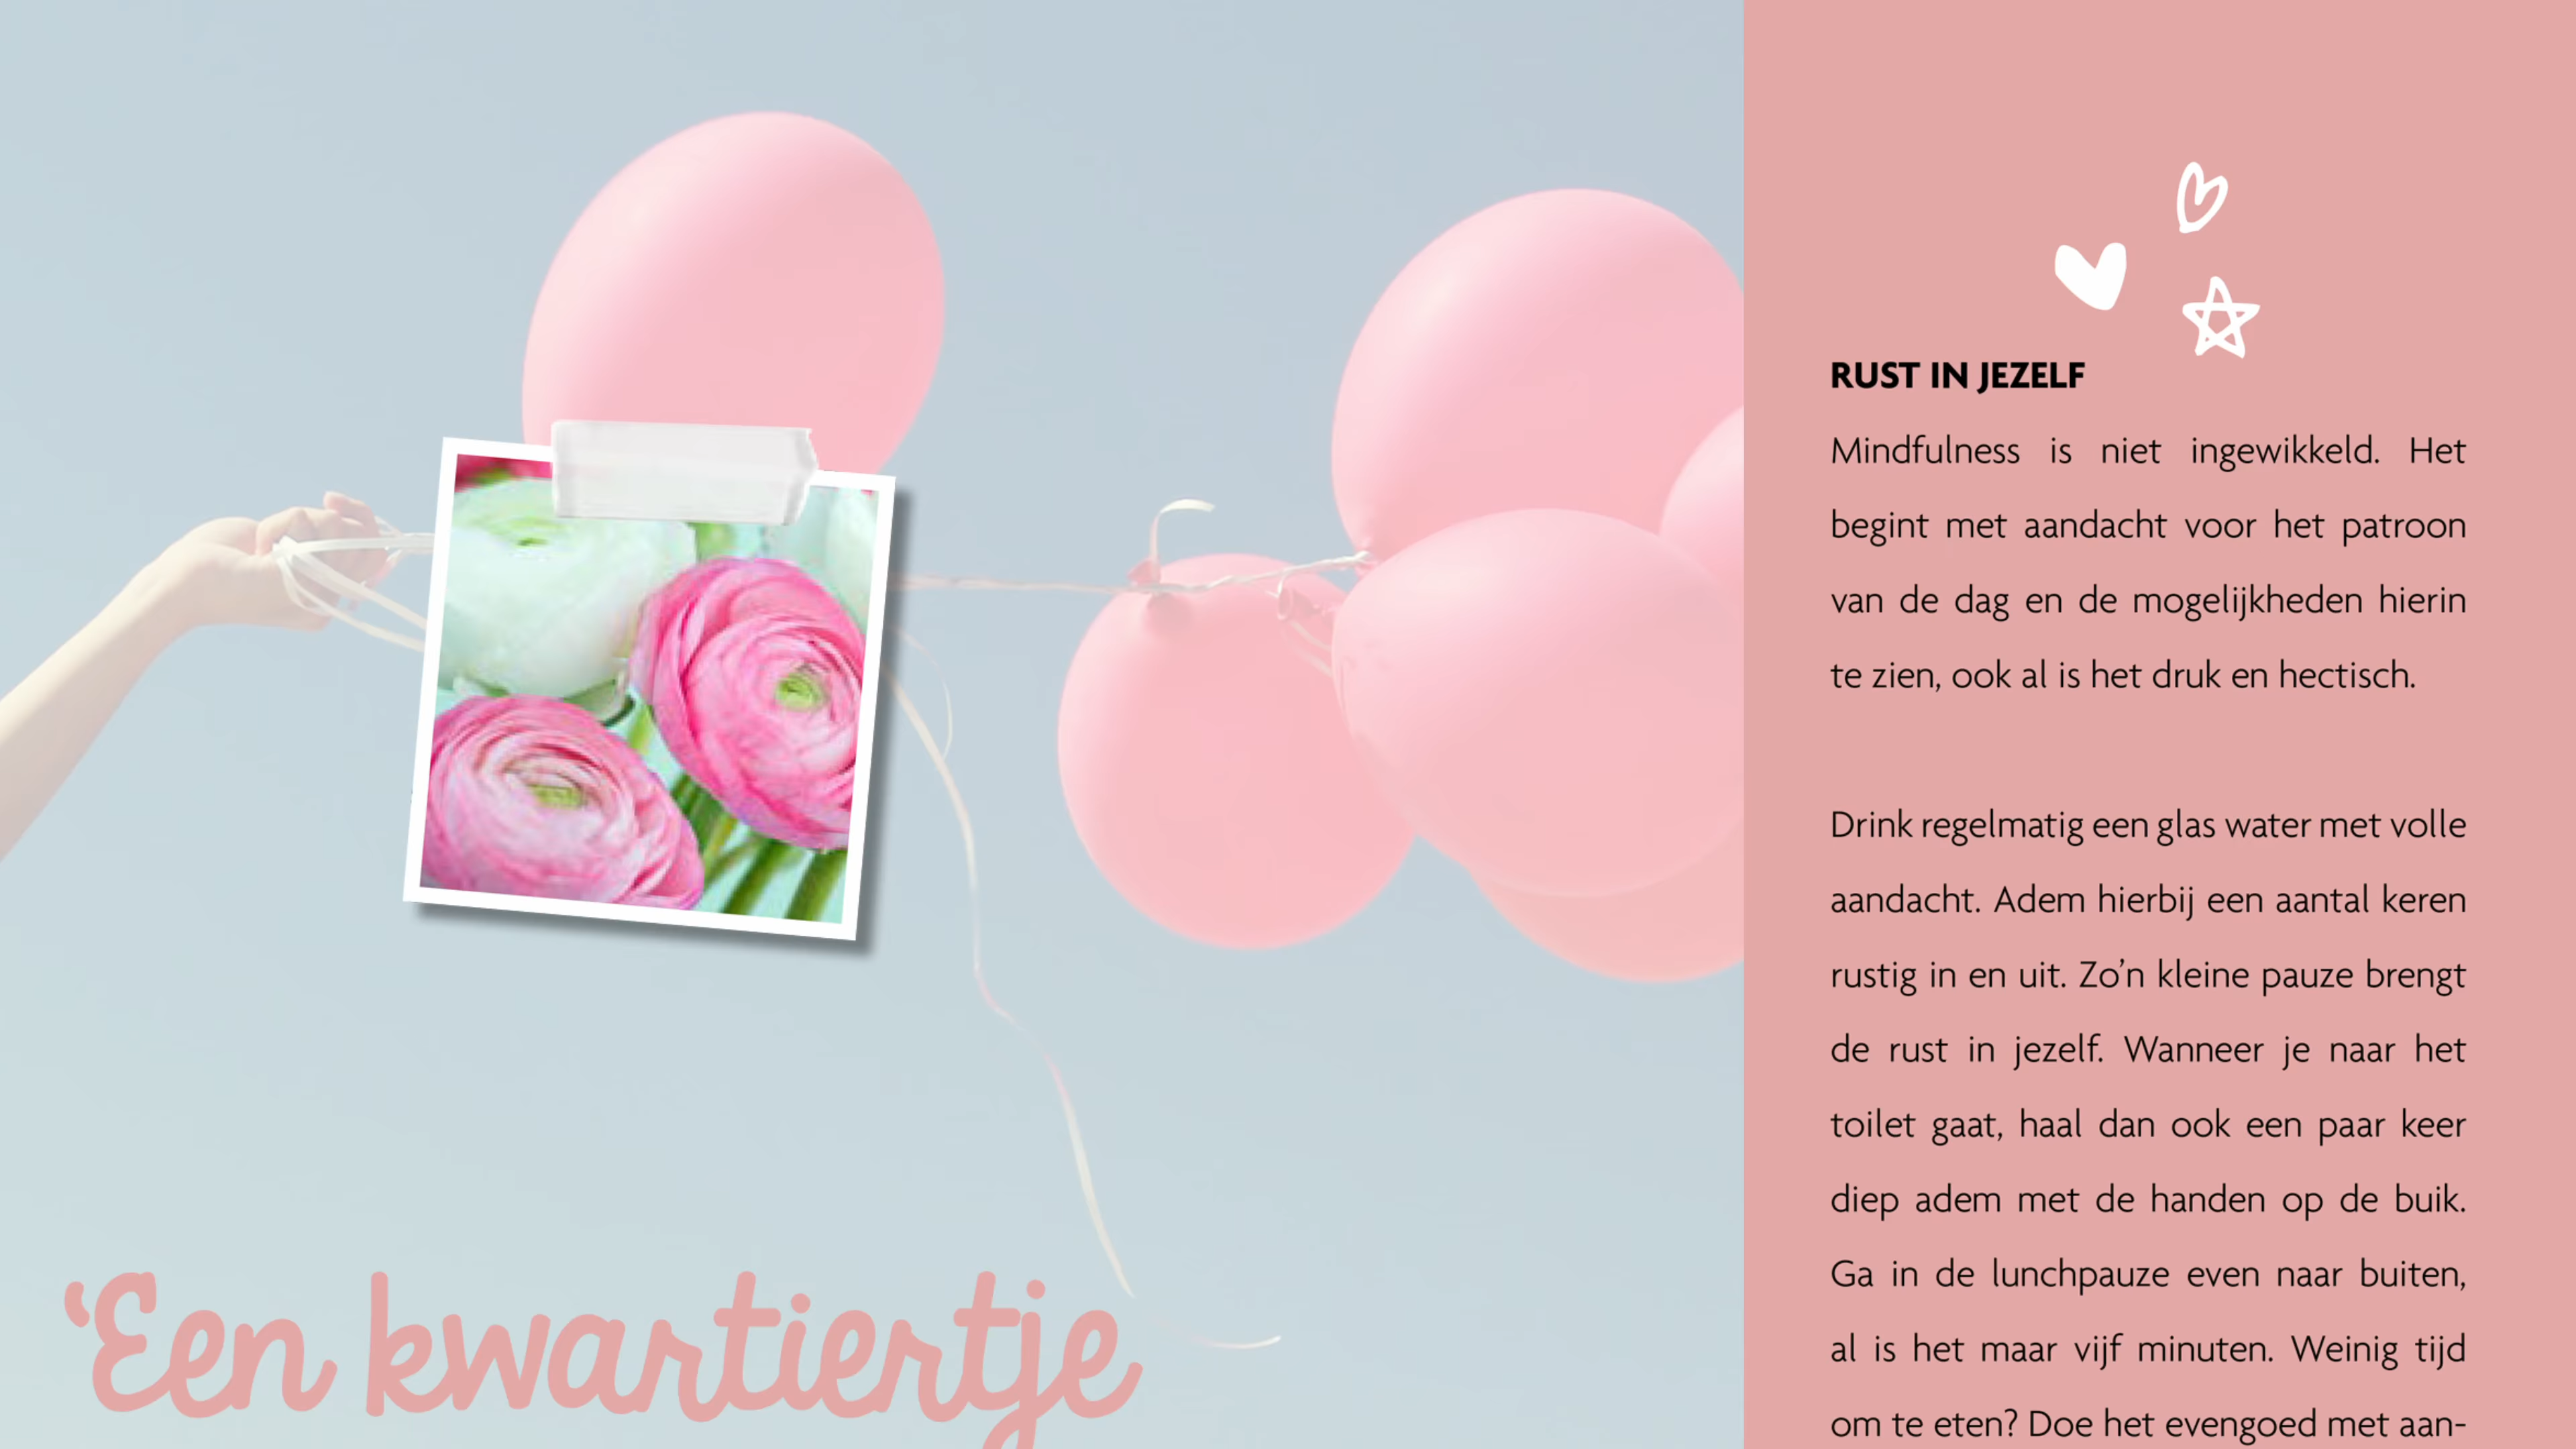 RUST IN JEZELF
Mindfulness is niet ingewikkeld. Het
begint met aandacht voor het patroon
van de dag en de mogelijkheden hierin
te zien, ook al is het druk en hectisch.
Drink regelmatig een glas water met volle
aandacht. Adem hierbij een aantal keren
rustig in en uit. Zo’n kleine pauze brengt
de rust in jezelf. Wanneer je naar het
toilet gaat, haal dan ook een paar keer
diep adem met de handen op de buik.
Ga in de lunchpauze even naar buiten,
al is het maar vijf minuten. Weinig tijd
om te eten? Doe het evengoed met aan-
‘Een kwartiertje